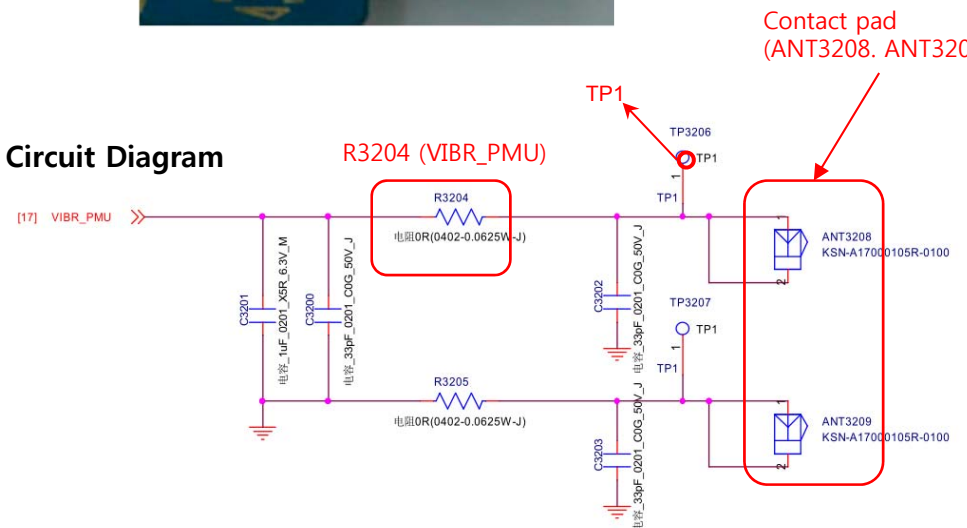 Contact pad
(ANT3208. ANT320
TP1
TP3206
TP1
1
TP1
Circuit Diagram
R3204 (VIBR_PMU)
[17] VIBR_PMU
R3204
电阻0R(0402-0.0625W-J)
1
ANT3208
KSN-A17000105R-0100
2
C3201
电容_1uF_0201_X5R_6.3V_M
C3200
电容_33pF_0201_C0G_50V_J
C3202
电容_33pF_0201_C0G_50V_J
TP3207
TP1
1
TP1
R3205
电阻0R(0402-0.0625W-J)
1
ANT3209
KSN-A17000105R-0100
2
C3203
电容_33pF_0201_C0G_50V_J